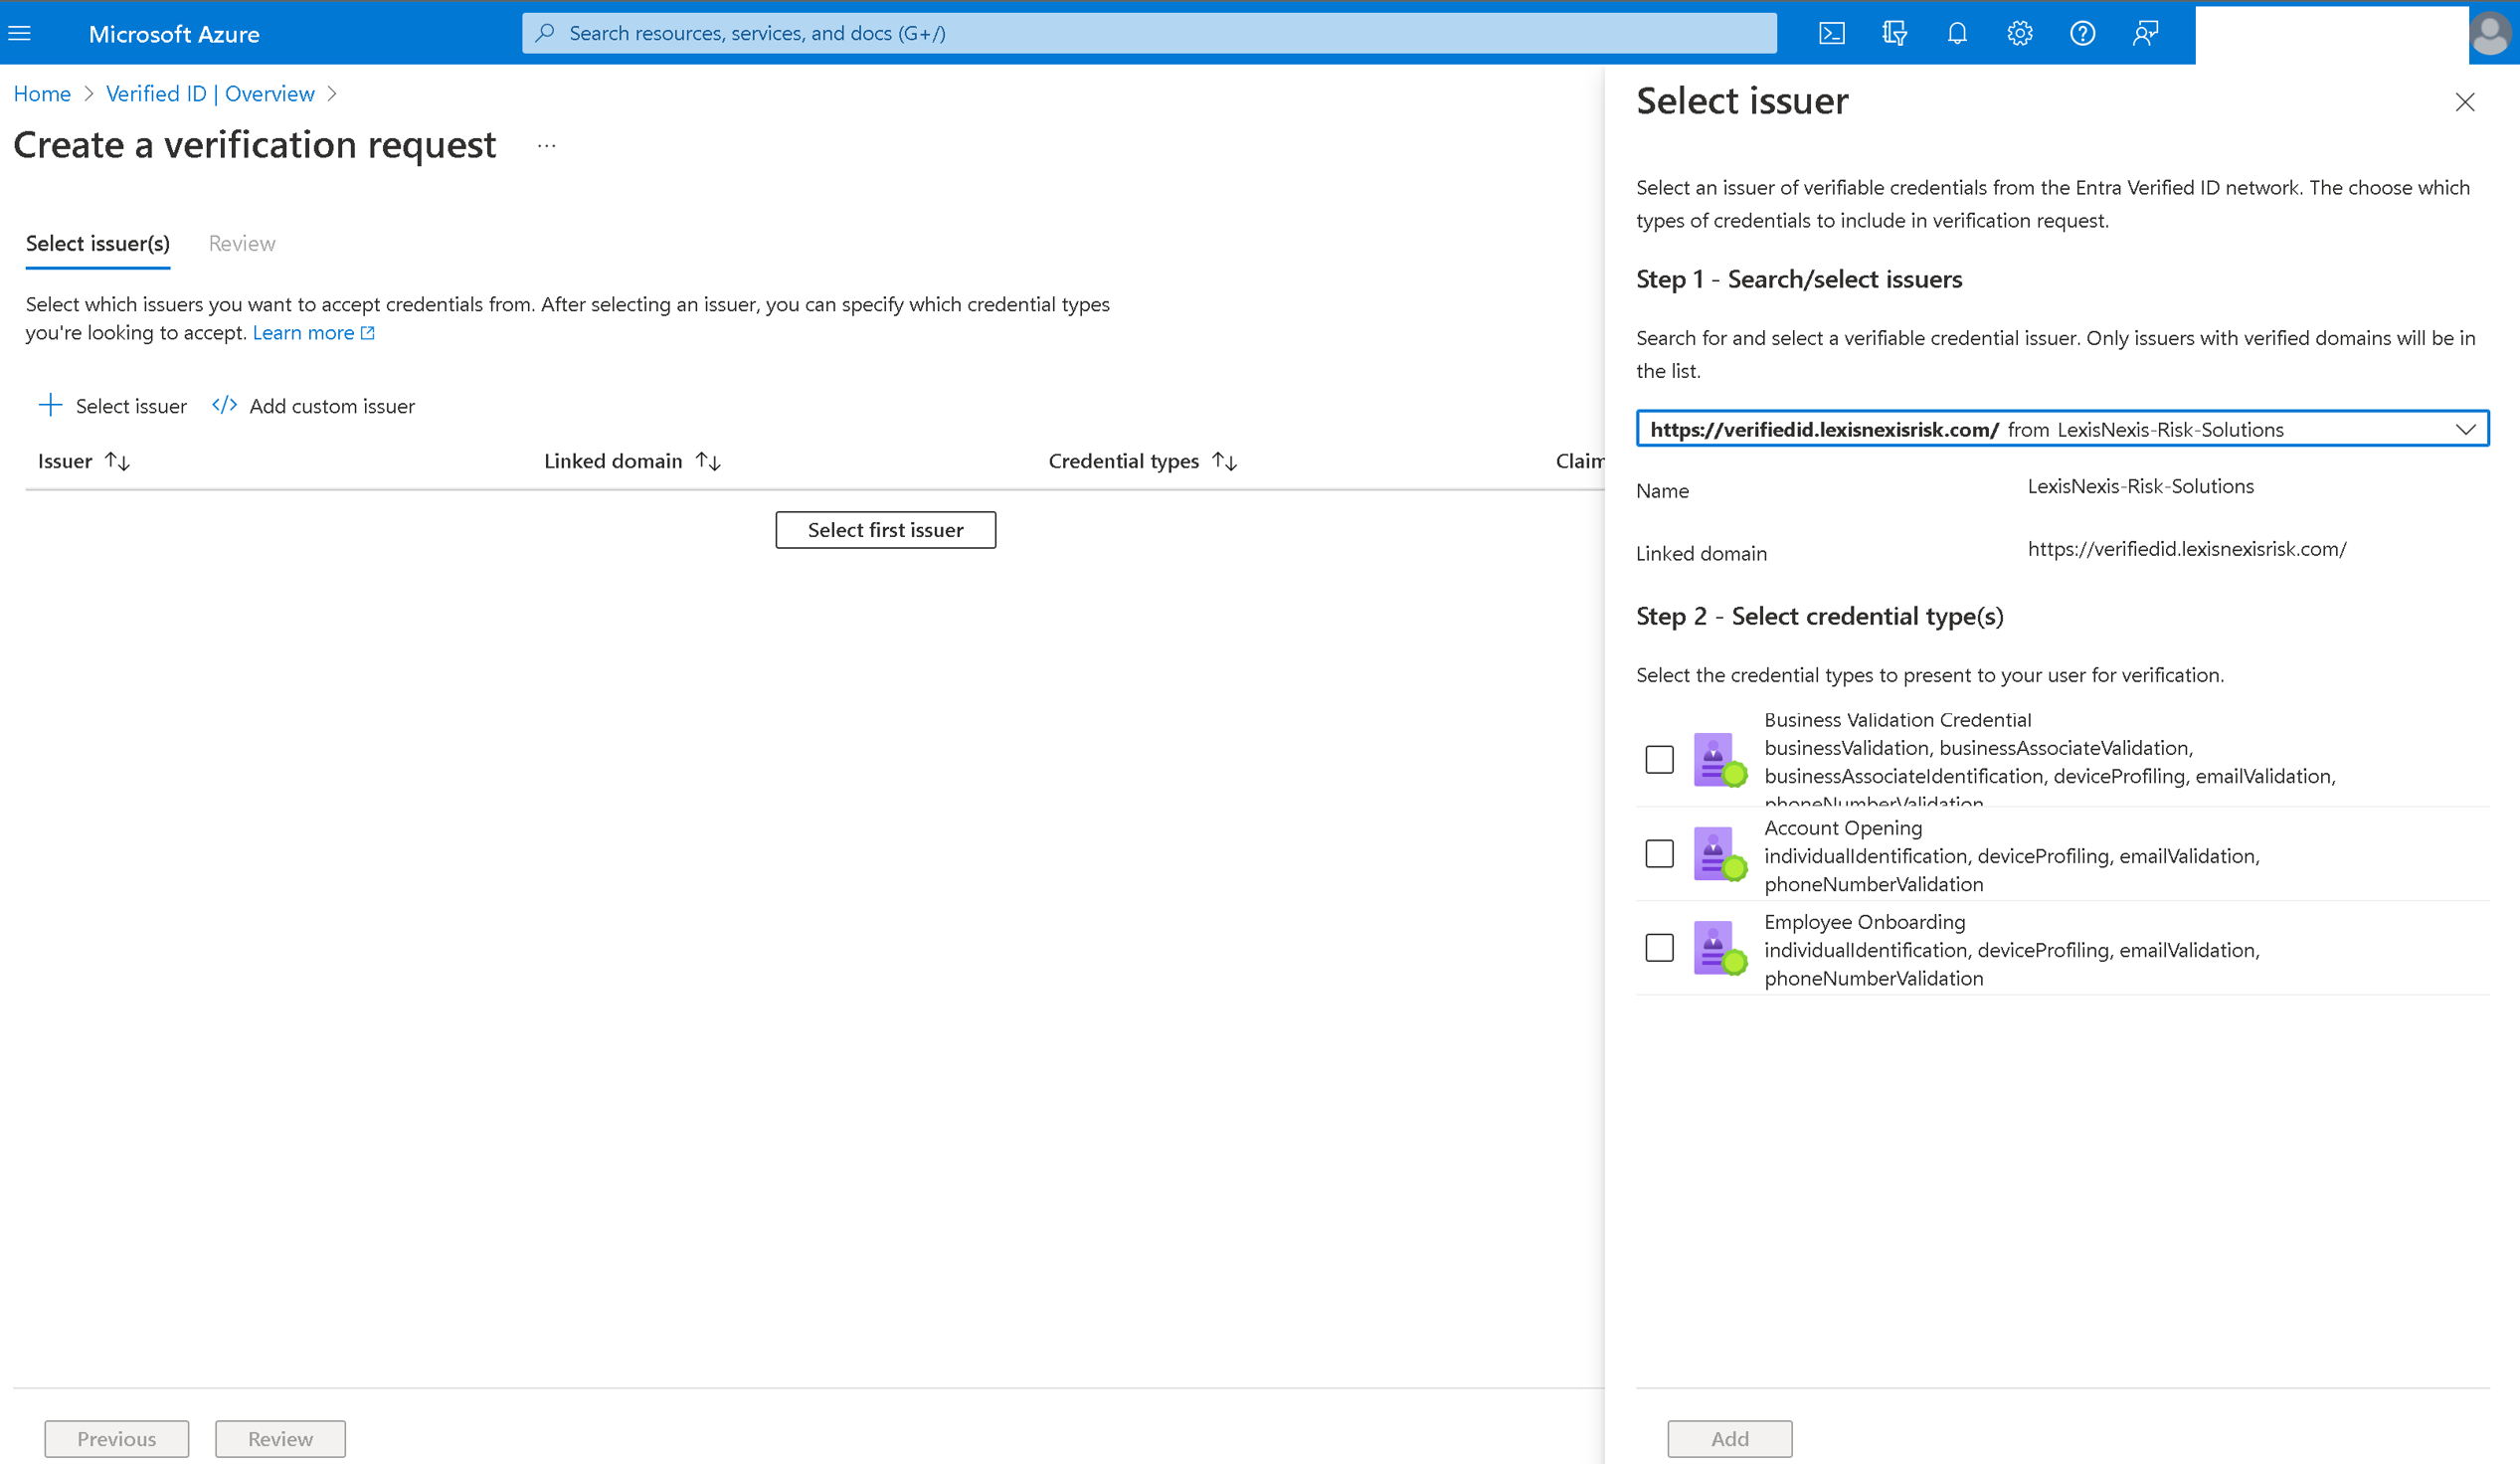 Microsoft Azure
Search resources, services, and docs (G+/)
Home > Verified ID | Overview >
Create a verification request ...
Select issuer(s) Review
Select which issuers you want to accept credentials from. After selecting an issuer, you can specify which credential types
you're looking to accept. Learn more
Select issuer Add custom issuer
Issuer Linked domain Credential types Claim
Select first issuer
Previous Review
Select issuer
Select an issuer of verifiable credentials from the Entra Verified ID network. The choose which
types of credentials to include in verification request.
Step 1 - Search/select issuers
Search for and select a verifiable credential issuer. Only issuers with verified domains will be in
the list.
https://verifiedid.lexisnexisrisk.com/ from LexisNexis-Risk-Solutions
Name LexisNexis-Risk-Solutions
Linked domain https://verifiedid.lexisnexisrisk.com/
Step 2 - Select credential type(s)
Select the credential types to present to your user for verification.
Business Validation Credential
businessValidation, businessAssociateValidation,
businessAssociateIdentification, deviceProfiling, emailValidation,
phoneNumberValidation
Account Opening
individualIdentification, deviceProfiling, emailValidation,
phoneNumberValidation
Employee Onboarding
individualIdentification, deviceProfiling, emailValidation,
phoneNumberValidation
Add